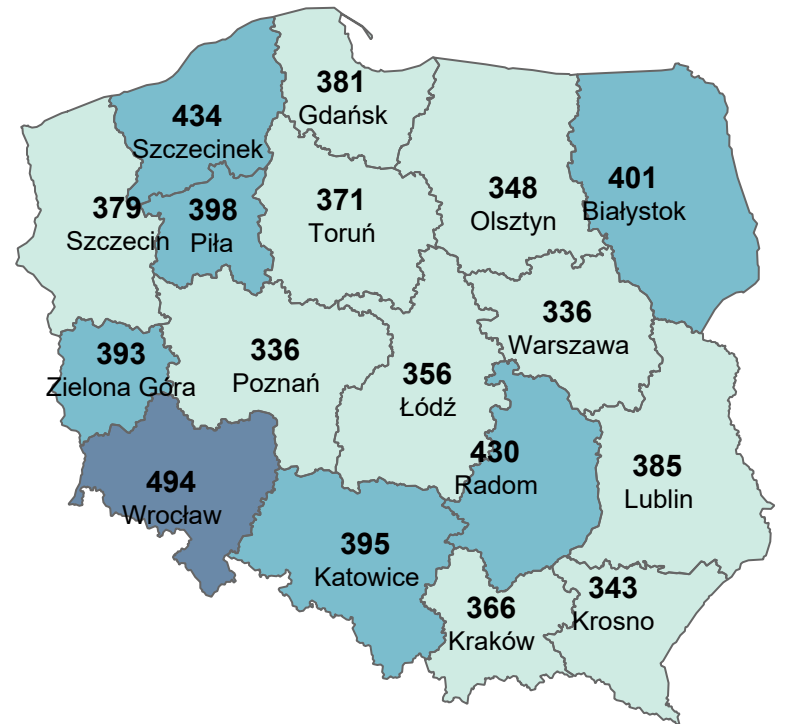 381
Gdańsk
434
Szczecinek
348
Olsztyn
401
Białystok
379
Szczecin
398
Piła
371
Toruń
393
Zielona Góra
336
Poznań
356
Łódź
336
Warszawa
494
Wrocław
430
Radom
385
Lublin
395
Katowice
366
Kraków
343
Krosno